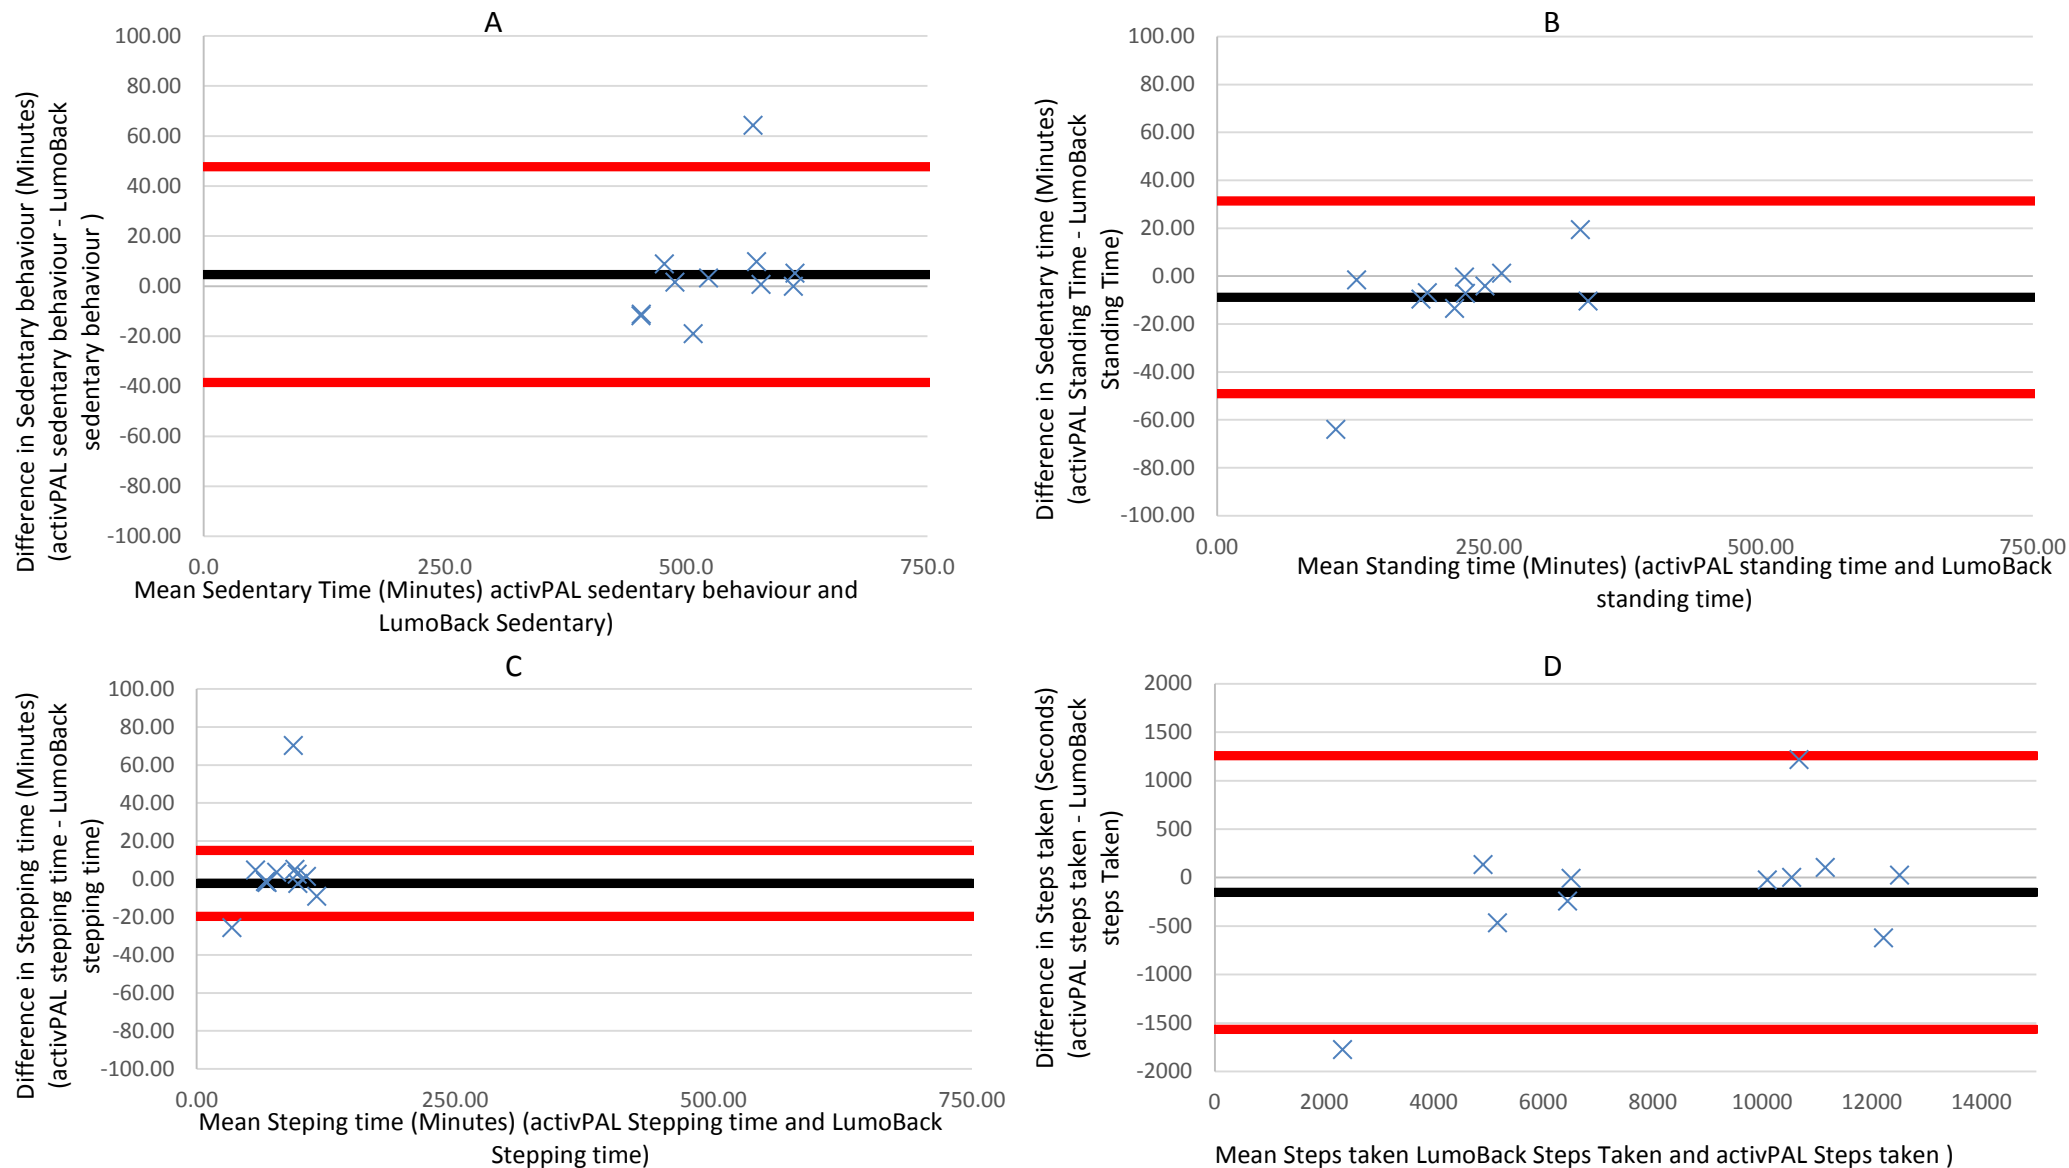 A
Difference in Sedentary behaviour (Minutes)
(activPAL sedentary behaviour - LumoBack
sedentary behaviour )
100.00
80.00
60.00
40.00
20.00
0.00
-20.00
-40.00
-60.00
-80.00
-100.00
0.0 250.0 500.0 750.0
Mean Sedentary Time (Minutes) activPAL sedentary behaviour and
LumoBack Sedentary)
B
Difference in Sedentary time (Minutes)
(activPAL Standing Time - LumoBack
Standing Time)
100.00
80.00
60.00
40.00
20.00
0.00
-20.00
-40.00
-60.00
-80.00
-100.00
0.00 250.00 500.00 750.00
Mean Standing time (Minutes) (activPAL standing time and LumoBack
standing time)
C
Difference in Stepping time (Minutes)
(activPAL stepping time - LumoBack
stepping time)
100.00
80.00
60.00
40.00
20.00
0.00
-20.00
-40.00
-60.00
-80.00
-100.00
0.00 250.00 500.00 750.00
Mean Steping time (Minutes) (activPAL Stepping time and LumoBack
Stepping time)
D
Difference in Steps taken (Seconds)
(activPAL steps taken - LumoBack
steps Taken)
2000
1500
1000
500
0
-500
-1000
-1500
-2000
0 2000 4000 6000 8000 10000 12000 14000
Mean Steps taken LumoBack Steps Taken and activPAL Steps taken )